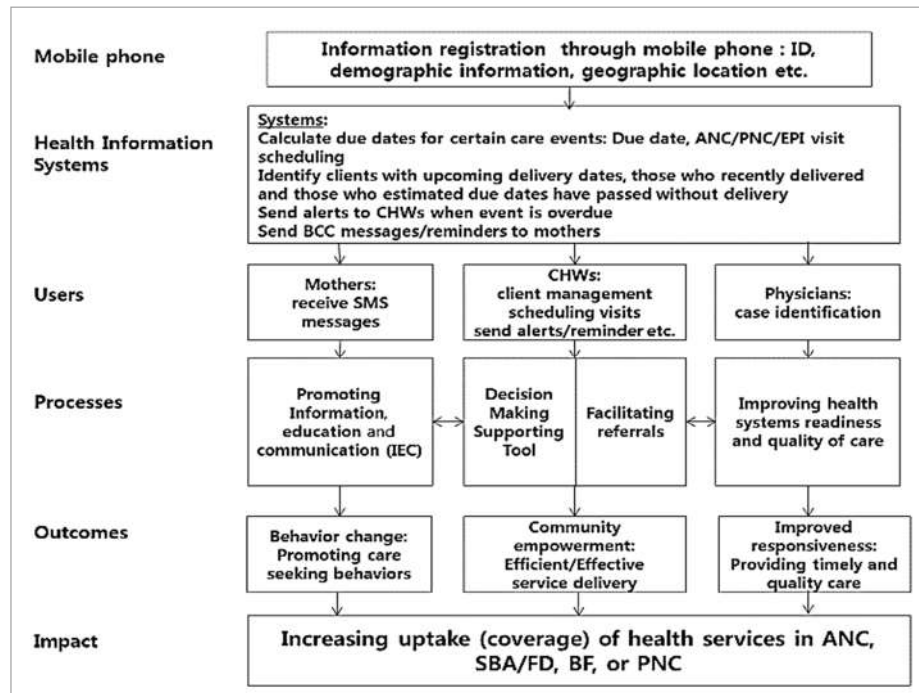 Mobile phone
Information registration through mobile phone : ID,
demographic information, geographic location etc.
Health Information
Systems
Systems:
Calculate due dates for certain care events: Due date, ANC/PNC/EPI visit
scheduling
Identify clients with upcoming delivery dates, those who recently delivered
and those who estimated due dates have passed without delivery
Send alerts to CHWs when event is overdue
Send BCC messages/reminders to mothers
Users
Mothers:
receive SMS
messages
CHWs:
client management
scheduling visits
send alerts/reminder etc.
Physicians:
case identification
Processes
Promoting
Information,
education and
communication (IEC)
Decision
Making
Supporting
Tool
Facilitating
referrals
Improving health
systems readiness
and quality of care
Outcomes
Behavior change:
Promoting care
seeking behaviors
Community
empowerment:
Efficient/Effective
service delivery
Improved
responsiveness:
Providing timely and
quality care
Impact
Increasing uptake (coverage) of health services in ANC,
SBA/FD, BF, or PNC